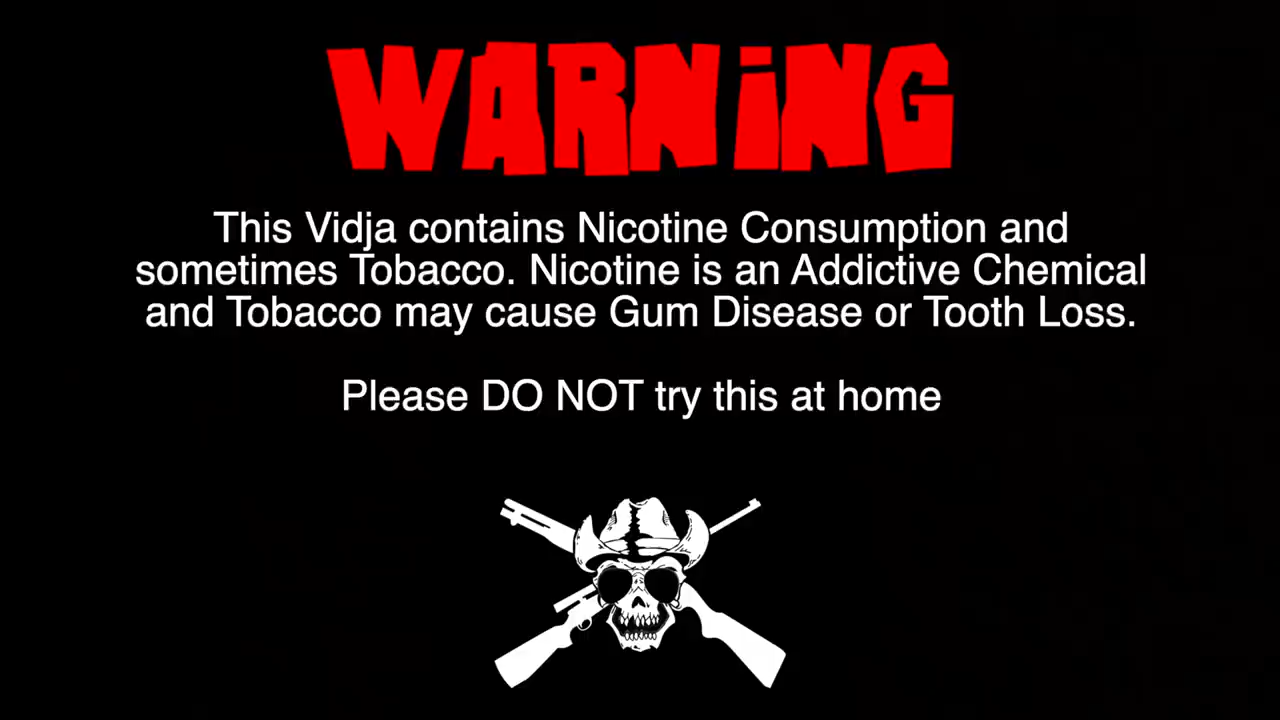 WARNiNG
This Vidja contains Nicotine Consumption and
sometimes Tobacco. Nicotine is an Addictive Chemical
and Tobacco may cause Gum Disease or Tooth Loss.
Please DO NOT try this at home